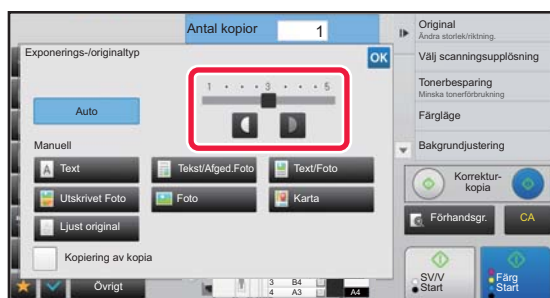 Antal kopior 1
Exponerings-/originaltyp
OK
1 • • • 3 • • • 5
Auto
Manuell
Text
Tekst/Afged.Foto
Text/Foto
Utskrivet Foto
Foto
Karta
Ljust original
Kopiering av kopia
Övrigt
3 B4
4 A3
A4
Original
Ändra storlek/riktning.
Välj scanningsupplösning
Tonerbesparing
Minska tonerförbrukning
Färgläge
Bakgrundjustering
Korrektur-
kopia
Förhandsgr.
CA
SV/V
Start
Färg
Start